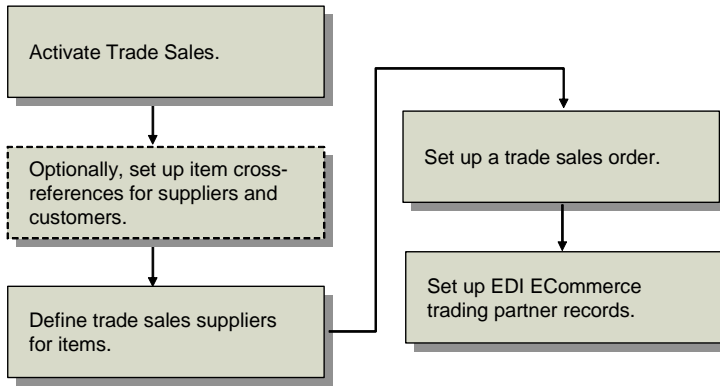 Activate Trade Sales.
Optionally, set up item cross-
references for suppliers and
customers.
Define trade sales suppliers
for items.
Set up a trade sales order.
Set up EDI ECommerce
trading partner records.